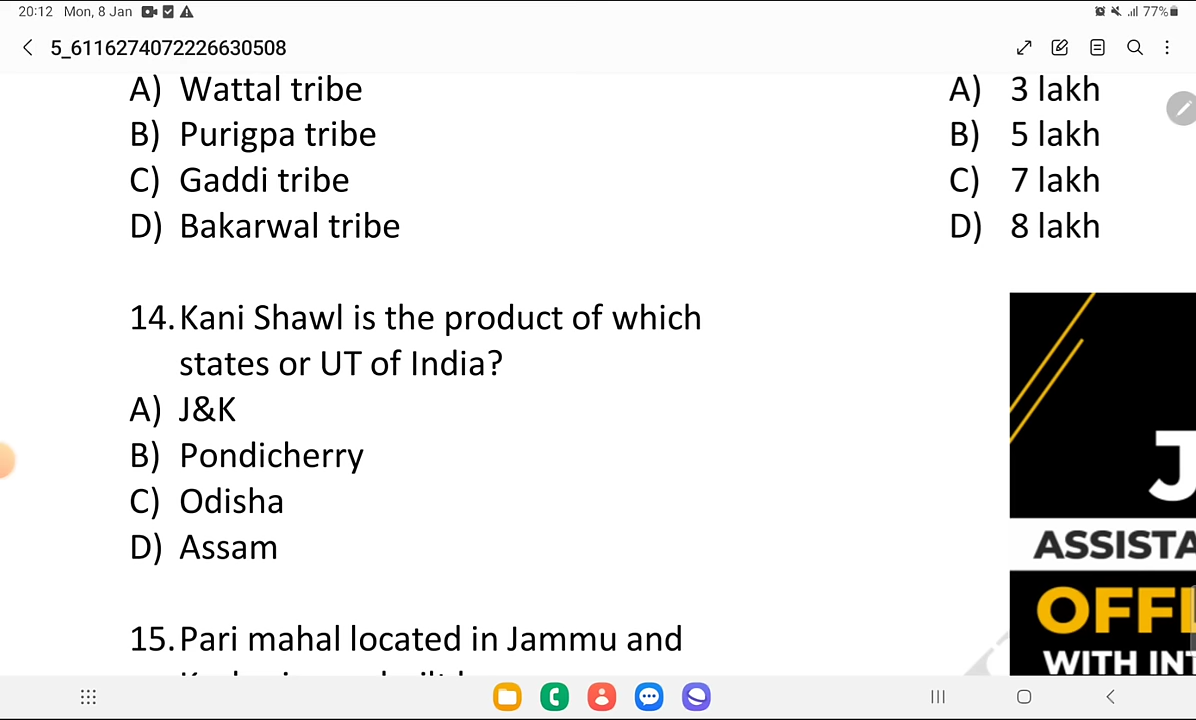 20:12 Mon, 8 Jan
77%
5_6116274072226630508
A) Wattal tribe
B) Purigpa tribe
C) Gaddi tribe
D) Bakarwal tribe
14. Kani Shawl is the product of which
states or UT of India?
A) J&K
B) Pondicherry
C) Odisha
D) Assam
15. Pari mahal located in Jammu and
A) 3 lakh
B) 5 lakh
C) 7 lakh
D) 8 lakh
J
ASSISTA
OFFI
WITH INT